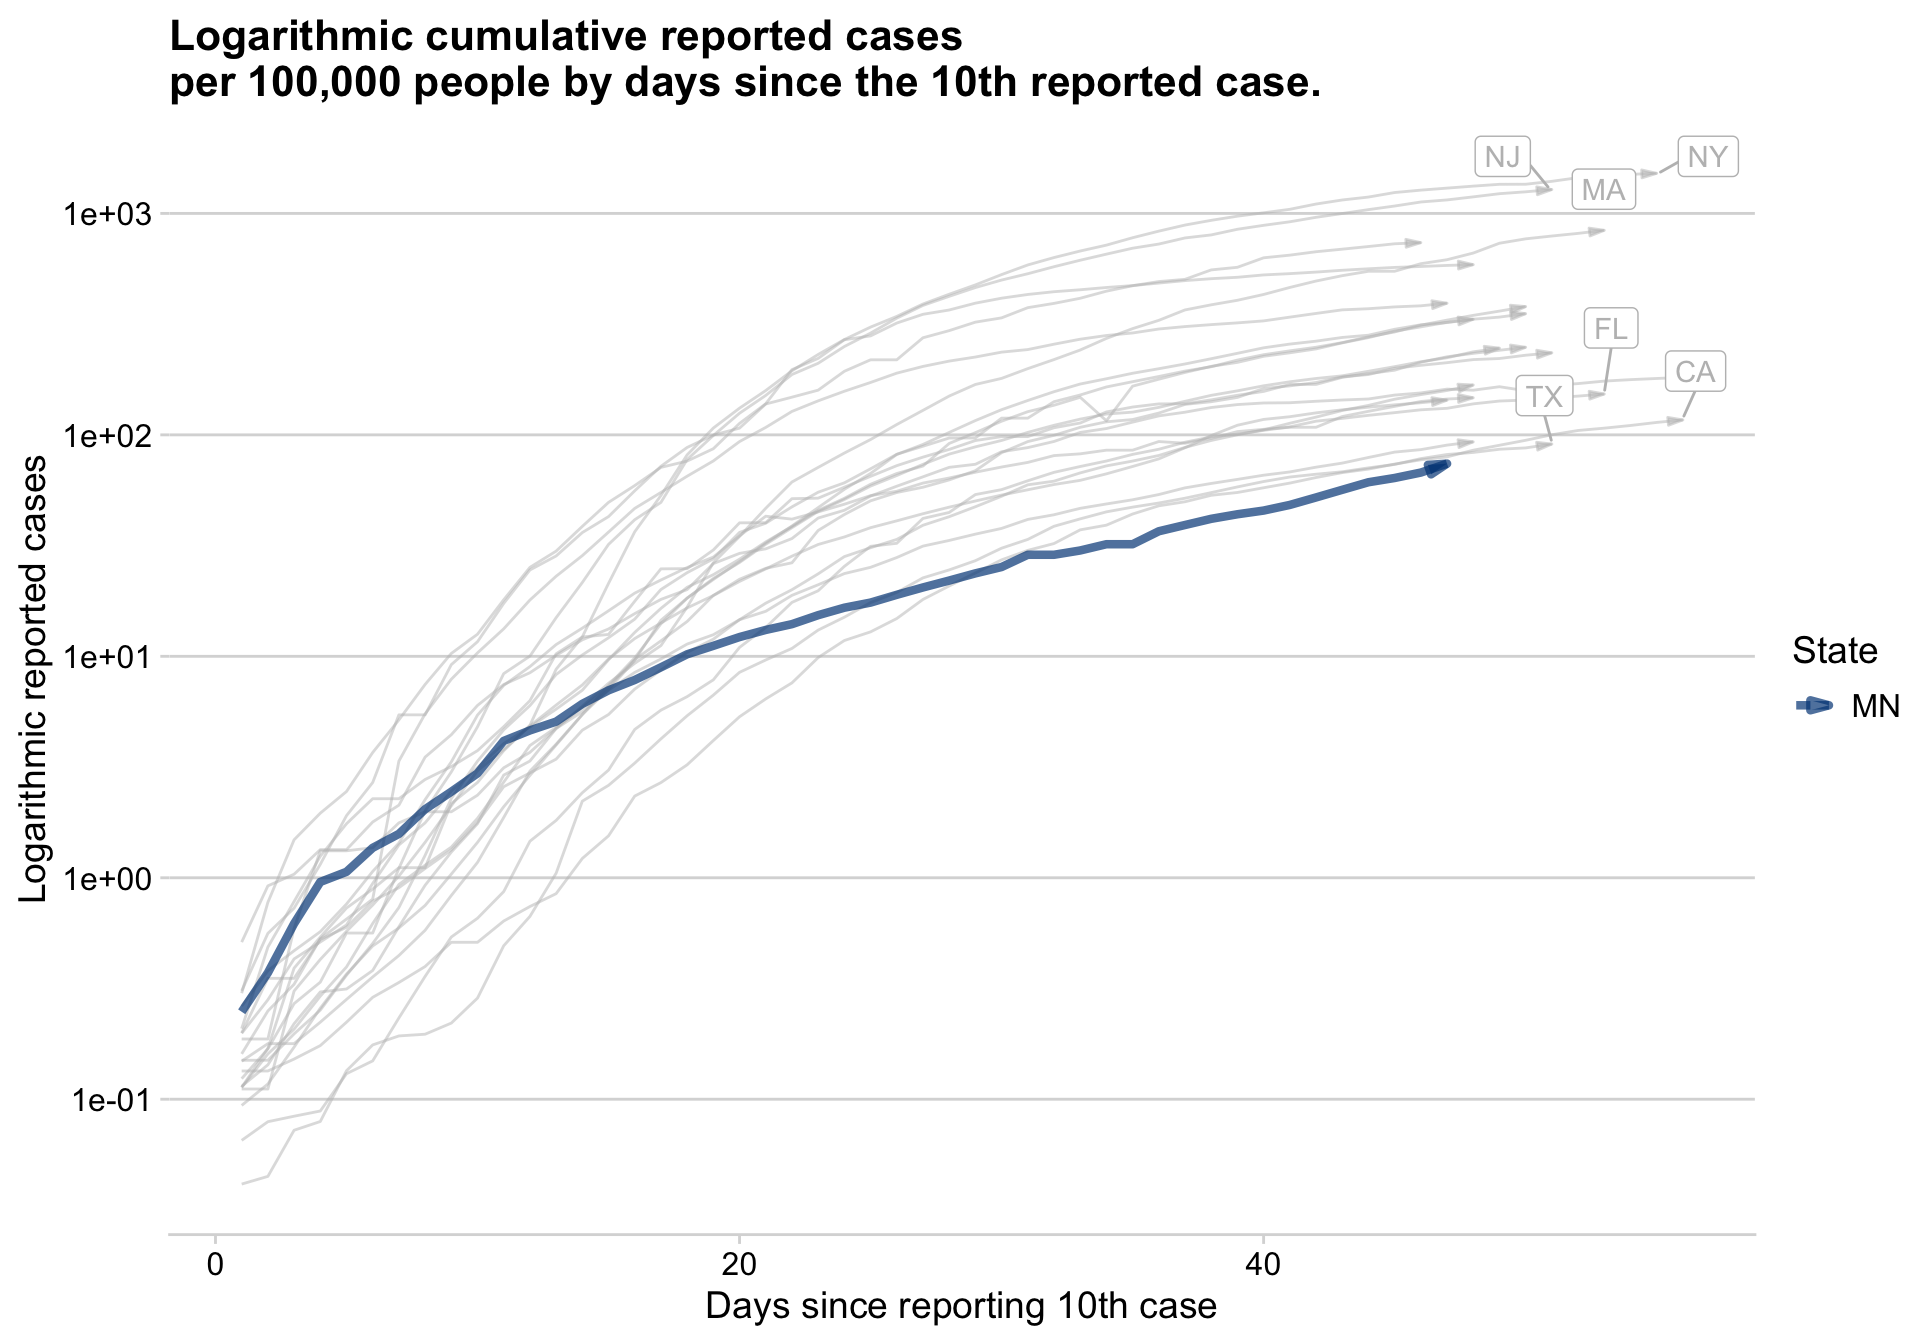 Logarithmic cumulative reported cases
per 100,000 people by days since the 10th reported case.
NJ
NY
MA
1e+03
FL
CA
TX
1e+02
Logarithmic reported cases
1e+01
State
MN
1e+00
1e-01
0
20
40
Days since reporting 10th case